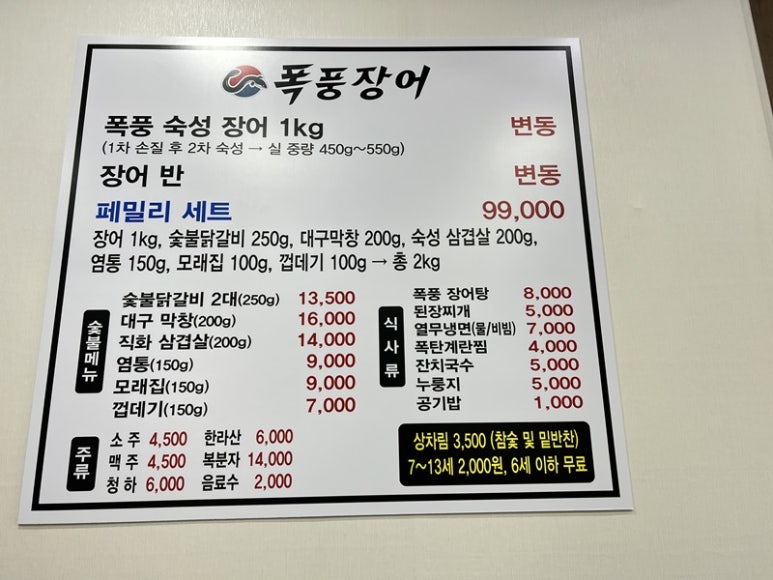 폭풍장어
폭풍 숙성 장어 1kg 변동
(1차 손질 후 2차 숙성 → 실 중량 450g~550g)
장어 반 변동
페밀리 세트 99,000
장어 1kg, 숯불닭갈비 250g, 대구막창 200g, 숙성 삼겹살 200g,
염통 150g, 모래집 100g, 껍데기 100g → 총 2kg
숯불메뉴
숯불닭갈비 2대(250g) 13,500
대구 막창(200g) 16,000
직화 삼겹살(200g) 14,000
염통(150g) 9,000
모래집(150g) 9,000
껍데기(150g) 7,000
식사류
폭풍 장어탕 8,000
된장찌개 5,000
열무냉면(물/비빔) 7,000
폭탄계란찜 4,000
잔치국수 5,000
누룽지 5,000
공기밥 1,000
주류
소주 4,500 한라산 6,000
맥주 4,500 복분자 14,000
청하 6,000 음료수 2,000
상차림 3,500 (참숯 및 밑반찬)
7~13세 2,000원, 6세 이하 무료